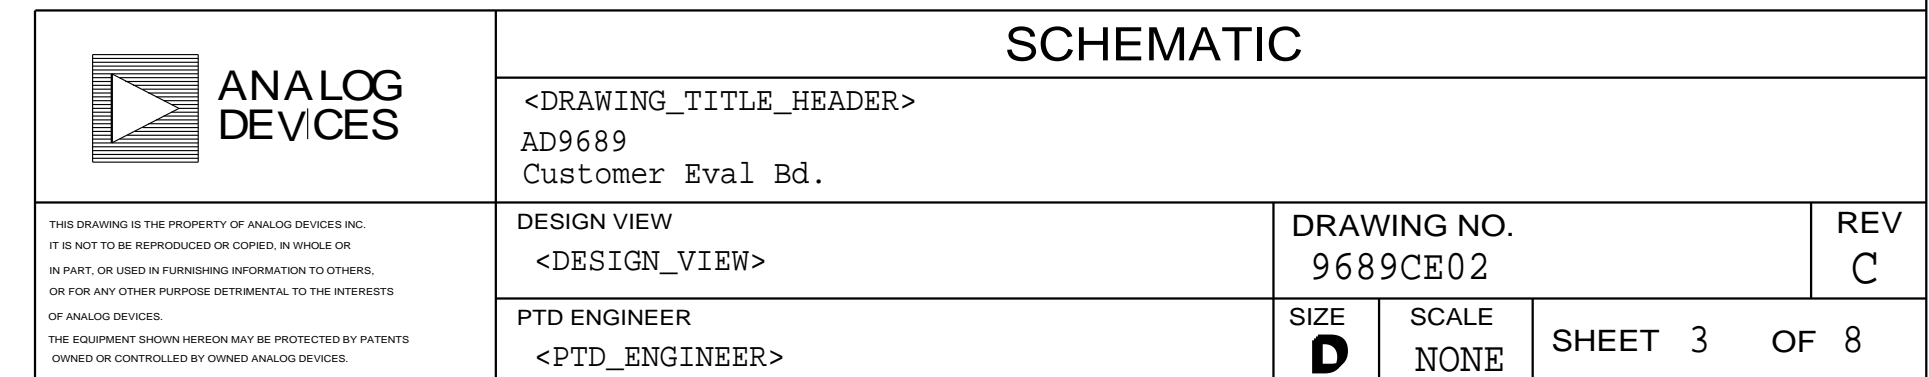 ANALOG
DEVICES
SCHEMATIC
<DRAWING_TITLE_HEADER>
AD9689
Customer Eval Bd.
THIS DRAWING IS THE PROPERTY OF ANALOG DEVICES INC.
IT IS NOT TO BE REPRODUCED OR COPIED, IN WHOLE OR
IN PART, OR USED IN FURNISHING INFORMATION TO OTHERS,
OR FOR ANY OTHER PURPOSE DETRIMENTAL TO THE INTERESTS
OF ANALOG DEVICES.
THE EQUIPMENT SHOWN HEREON MAY BE PROTECTED BY PATENTS
OWNED OR CONTROLLED BY OWNED ANALOG DEVICES.
DESIGN VIEW
<DESIGN_VIEW>
DRAWING NO.
9689CE02
REV
C
PTD ENGINEER
<PTD_ENGINEER>
SIZE
D
SCALE
NONE
SHEET 3 OF 8